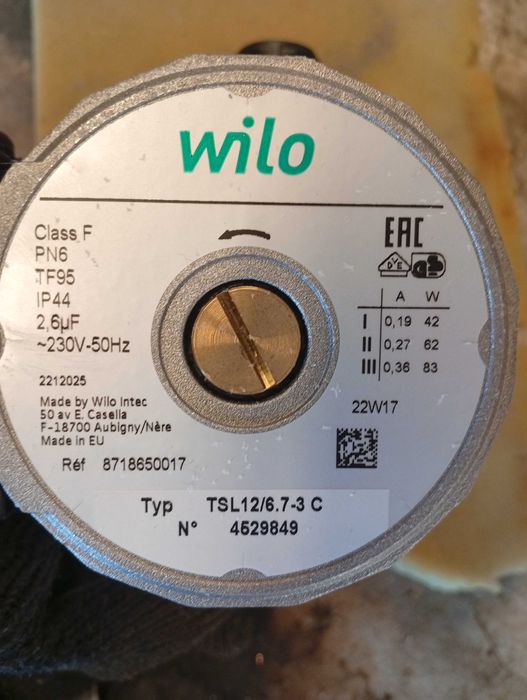 wilo
Class F
PN6
TF95
IP44
2,6µF
~230V-50Hz
2212025
Made by Wilo Intec
50 av E. Casella
F-18700 Aubigny/Nère
Made in EU
Réf 8718650017
EAC
VDE
GS
A W
I 0,19 42
II 0,27 62
III 0,36 83
22W17
Typ TSL12/6.7-3 C
N° 4529849